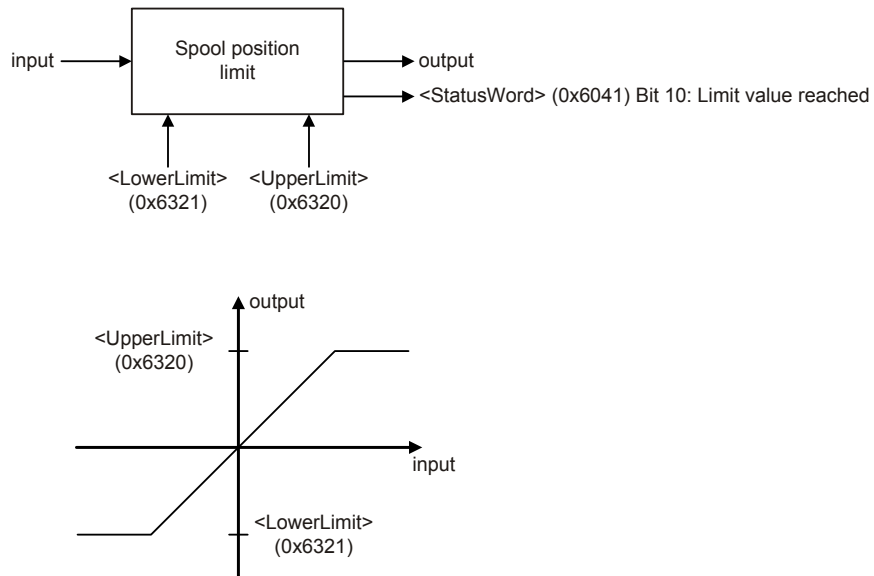 Spool position
limit
input
output
<StatusWord> (0x6041) Bit 10: Limit value reached
<LowerLimit>
(0x6321)
<UpperLimit>
(0x6320)
output
<UpperLimit>
(0x6320)
input
<LowerLimit>
(0x6321)